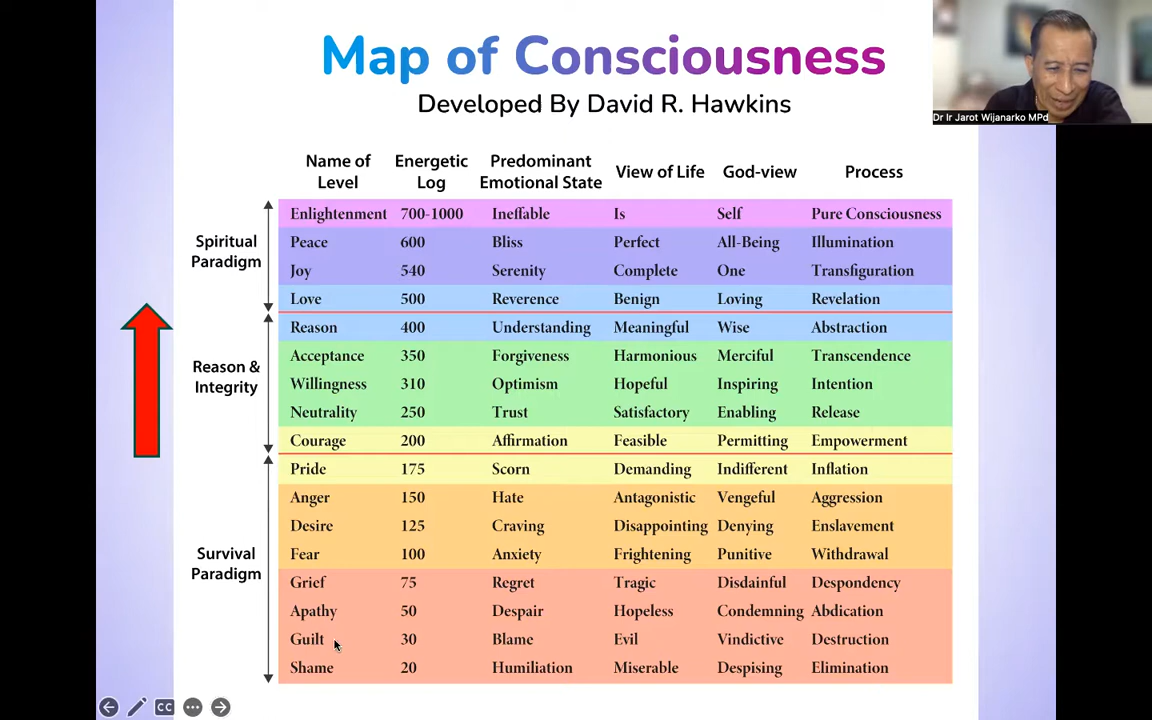 Map of Consciousness
Developed By David R. Hawkins
Dr Ir Jarot Wijanarko MPd
Name of Level Energetic Log Predominant Emotional State View of Life God-view Process
Spiritual Paradigm
Enlightenment 700-1000 Ineffable Is Self Pure Consciousness
Peace 600 Bliss Perfect All-Being Illumination
Joy 540 Serenity Complete One Transfiguration
Love 500 Reverence Benign Loving Revelation
Reason & Integrity
Reason 400 Understanding Meaningful Wise Abstraction
Acceptance 350 Forgiveness Harmonious Merciful Transcendence
Willingness 310 Optimism Hopeful Inspiring Intention
Neutrality 250 Trust Satisfactory Enabling Release
Courage 200 Affirmation Feasible Permitting Empowerment
Survival Paradigm
Pride 175 Scorn Demanding Indifferent Inflation
Anger 150 Hate Antagonistic Vengeful Aggression
Desire 125 Craving Disappointing Denying Enslavement
Fear 100 Anxiety Frightening Punitive Withdrawal
Grief 75 Regret Tragic Disdainful Despondency
Apathy 50 Despair Hopeless Condemning Abdication
Guilt 30 Blame Evil Vindictive Destruction
Shame 20 Humiliation Miserable Despising Elimination
CC